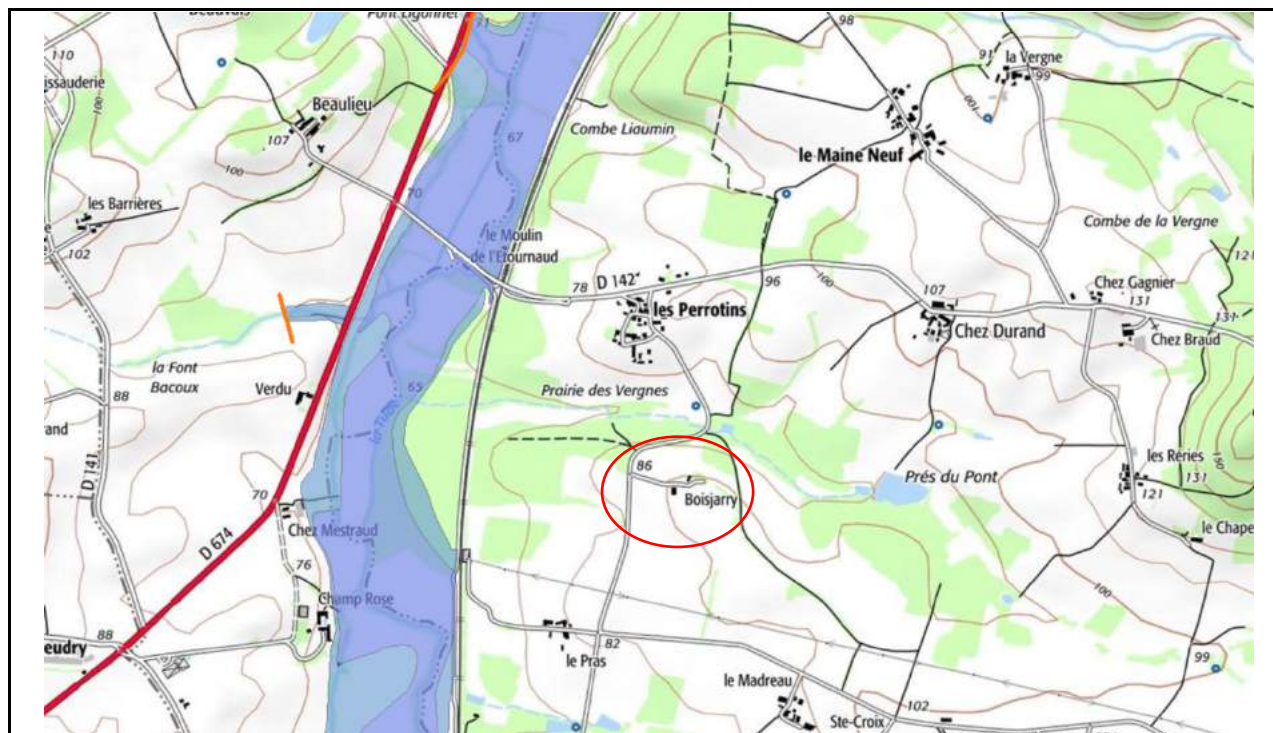 98
110
71
la Vergne
91
99
issauderie
100
Beaulieu
67
Combe Liaumin
100
107
le Maine Neuf
100
70
les Barrières
Combe de la Vergne
102
le Moulin
de l'Etournaud
121
D 142
78
96
100
107
Chez Gagnier
131
131
les Perrotins
Chez Durand
Chez Braud
la Font
Bacoux
65
Verdu
Prairie des Vergnes
88
rand
D 141
86
Boisjarry
Prés du Pont
les Réries
131
121
70
Chez Mestraud
le Chape
D 674
76
Champ Rose
88
eudry
82
le Pras
100
99
le Madreau
Ste-Croix
102